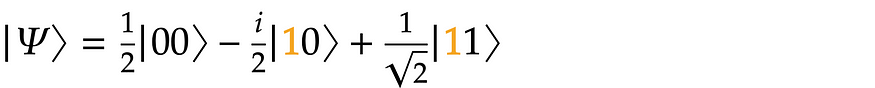 |Ψ⟩ = 1/2|00⟩ − i/2|10⟩ + 1/√2|11⟩